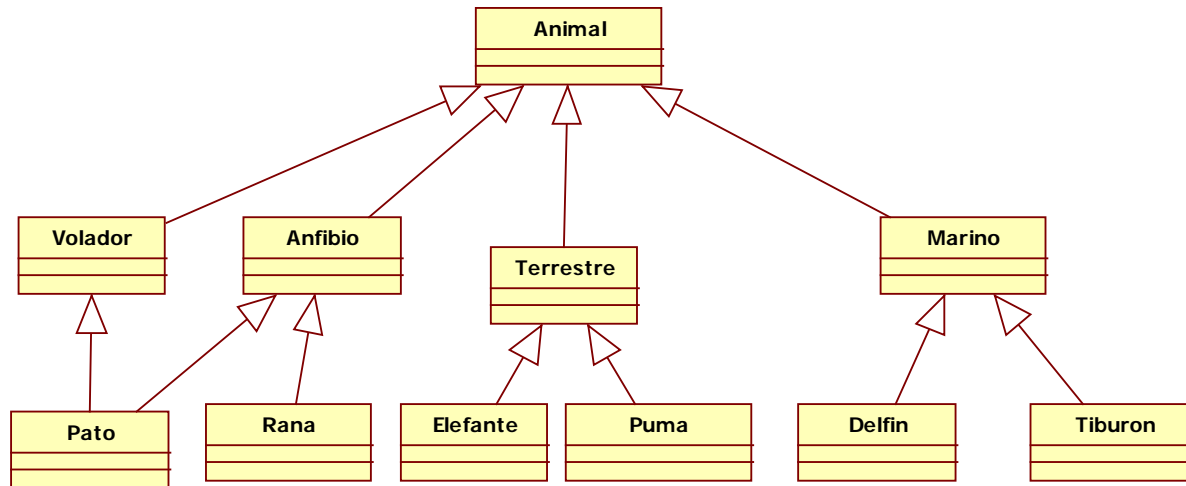 Animal
Volador
Anfibio
Terrestre
Marino
Pato
Rana
Elefante
Puma
Delfin
Tiburon